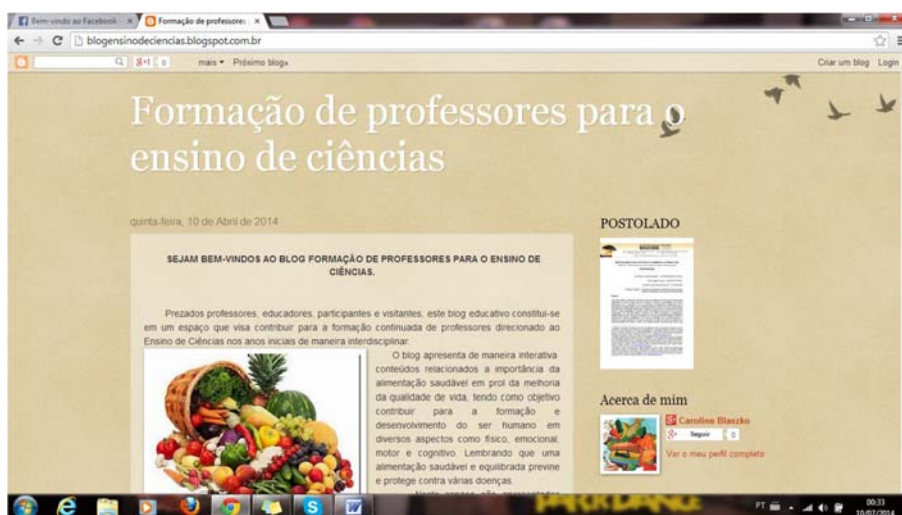 Bem-vindo ao Facebook
Formação de professores
blogensinodeciencias.blogspot.com.br
g+1 0 mais Próximo blog»
Criar um blog Login
Formação de professores para o
ensino de ciências
quinta-feira, 10 de Abril de 2014
SEJAM BEM-VINDOS AO BLOG FORMAÇÃO DE PROFESSORES PARA O ENSINO DE
CIÊNCIAS.
Prezados professores, educadores, participantes e visitantes, este blog educativo constitui-se
em um espaço que visa contribuir para a formação continuada de professores direcionado ao
Ensino de Ciências nos anos iniciais de maneira interdisciplinar.
O blog apresenta de maneira interativa
conteúdos relacionados a importância da
alimentação saudável em prol da melhoria
da qualidade de vida, tendo como objetivo
contribuir para a formação e
desenvolvimento do ser humano em
diversos aspectos como físico, emocional,
motor e cognitivo. Lembrando que uma
alimentação saudável e equilibrada previne
e protege contra várias doenças.
POSTOLADO
Acerca de mim
Caroline Blaszko
g+ Seguir 0
Ver o meu perfil completo
PT
00:33
10/07/2014